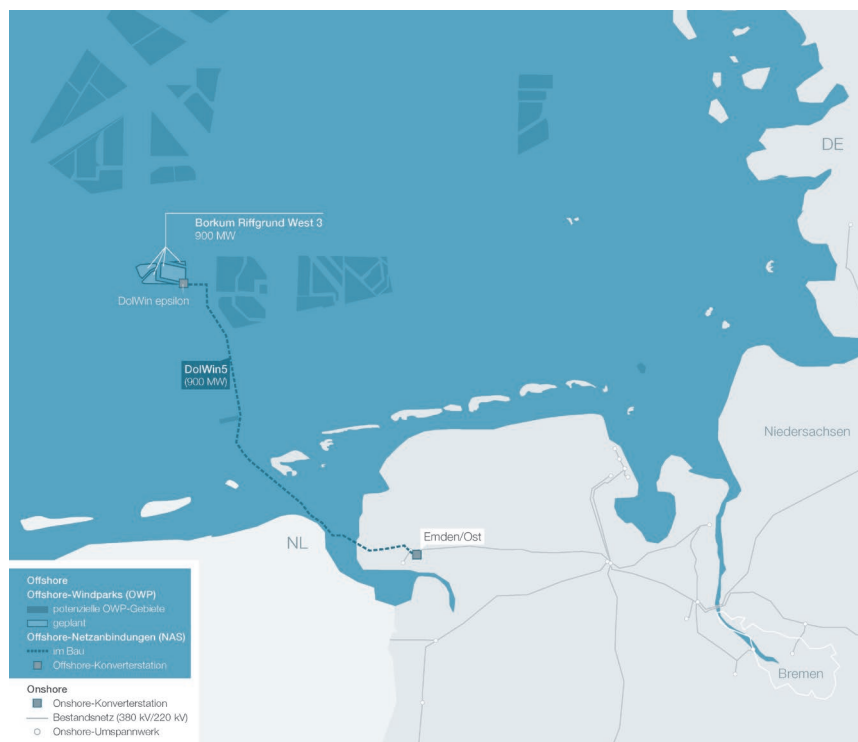 DE
Borkum Riffgrund West 3
900 MW
DolWin epsilon
DolWin5
(900 MW)
Niedersachsen
Emden/Ost
NL
Bremen
Offshore
Offshore-Windparks (OWP)
potenzielle OWP-Gebiete
geplant
Offshore-Netzanbindungen (NAS)
im Bau
Offshore-Konverterstation
Onshore
Onshore-Konverterstation
Bestandsnetz (380 kV/220 kV)
Onshore-Umspannwerk